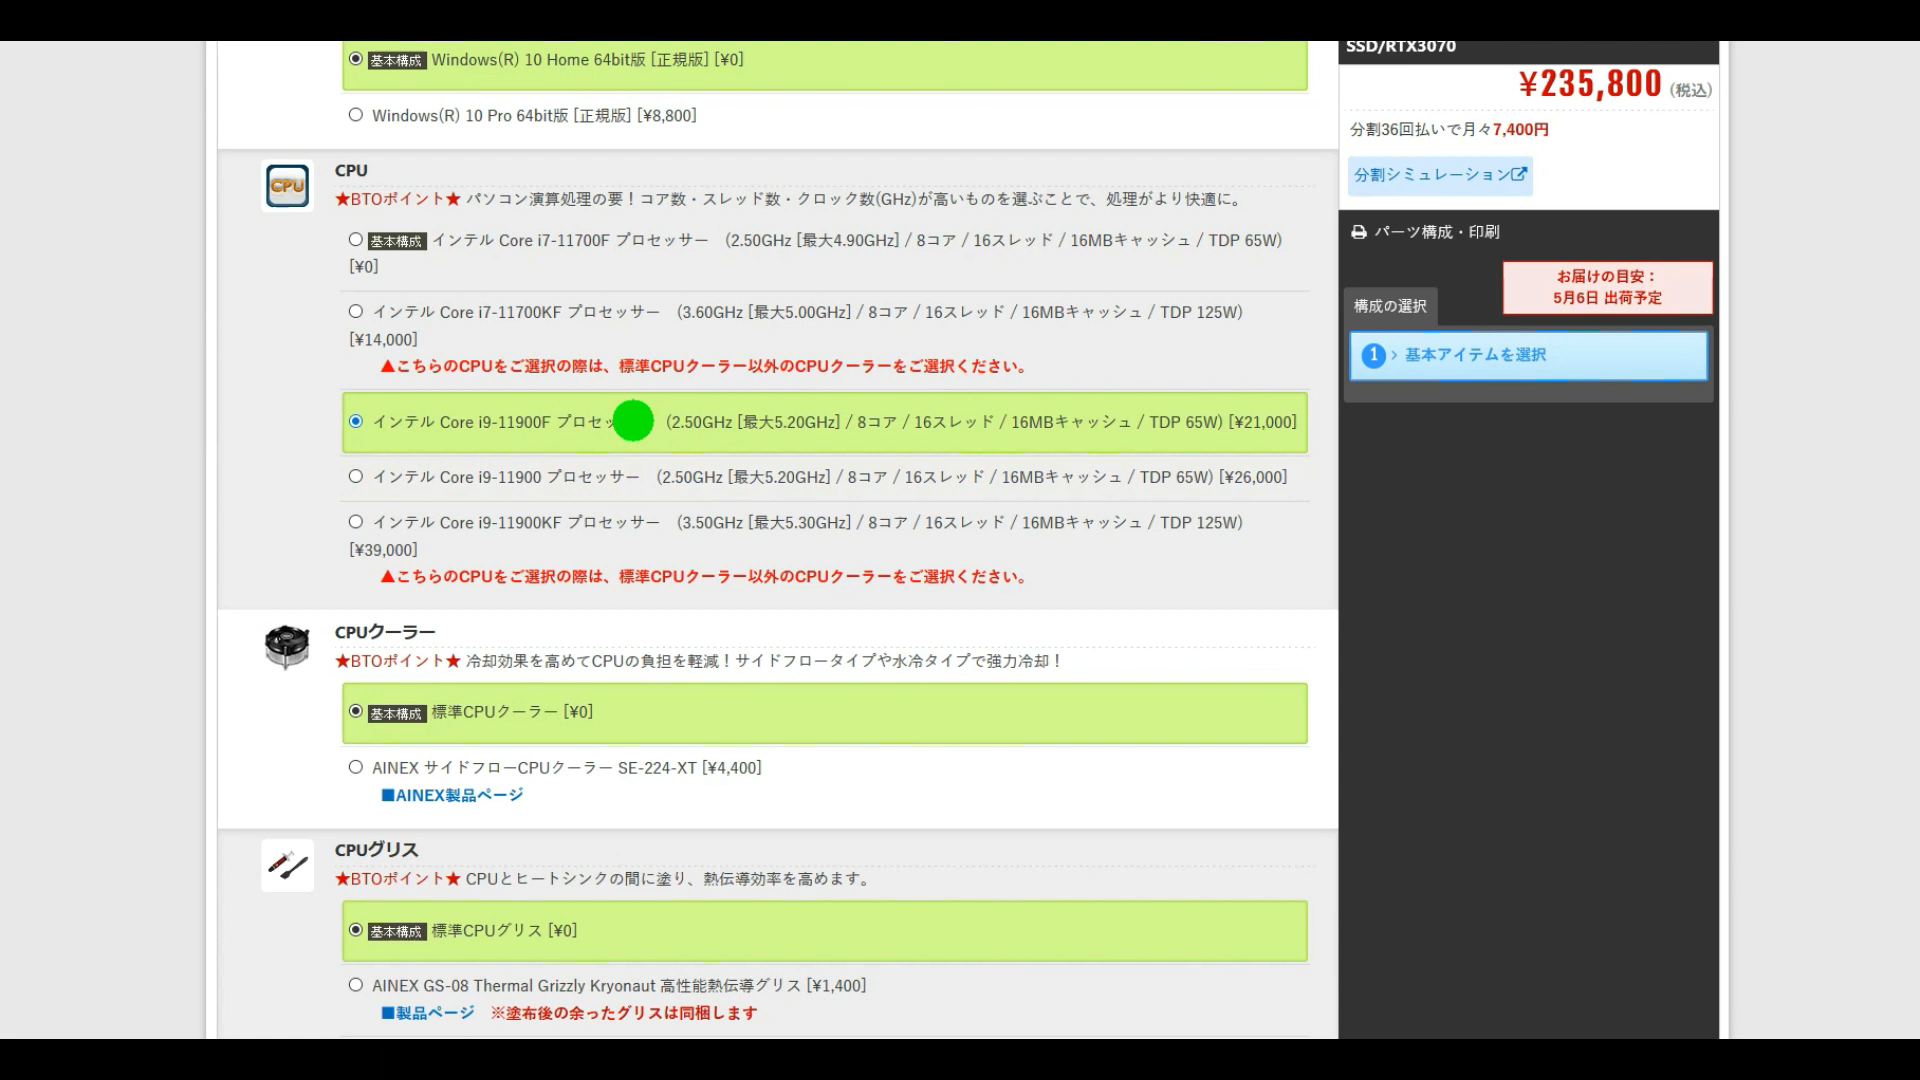 SSD/RTX3070
基本構成 Windows(R) 10 Home 64bit版 [正規版] [¥0]
Windows(R) 10 Pro 64bit版 [正規版] [¥8,800]
CPU
CPU
★BTOポイント★ パソコン演算処理の要！コア数・スレッド数・クロック数(GHz)が高いものを選ぶことで、処理がより快適に。
基本構成 インテル Core i7-11700F プロセッサー　(2.50GHz [最大4.90GHz] / 8コア / 16スレッド / 16MBキャッシュ / TDP 65W)
[¥0]
インテル Core i7-11700KF プロセッサー　(3.60GHz [最大5.00GHz] / 8コア / 16スレッド / 16MBキャッシュ / TDP 125W)
[¥14,000]
▲こちらのCPUをご選択の際は、標準CPUクーラー以外のCPUクーラーをご選択ください。
インテル Core i9-11900F プロセッ (2.50GHz [最大5.20GHz] / 8コア / 16スレッド / 16MBキャッシュ / TDP 65W) [¥21,000]
インテル Core i9-11900 プロセッサー　(2.50GHz [最大5.20GHz] / 8コア / 16スレッド / 16MBキャッシュ / TDP 65W) [¥26,000]
インテル Core i9-11900KF プロセッサー　(3.50GHz [最大5.30GHz] / 8コア / 16スレッド / 16MBキャッシュ / TDP 125W)
[¥39,000]
▲こちらのCPUをご選択の際は、標準CPUクーラー以外のCPUクーラーをご選択ください。
CPUクーラー
★BTOポイント★ 冷却効果を高めてCPUの負担を軽減！サイドフロータイプや水冷タイプで強力冷却！
基本構成 標準CPUクーラー [¥0]
AINEX サイドフローCPUクーラー SE-224-XT [¥4,400]
■AINEX製品ページ
CPUグリス
★BTOポイント★ CPUとヒートシンクの間に塗り、熱伝導効率を高めます。
基本構成 標準CPUグリス [¥0]
AINEX GS-08 Thermal Grizzly Kryonaut 高性能熱伝導グリス [¥1,400]
■製品ページ　※塗布後の余ったグリスは同梱します
¥235,800 (税込)
分割36回払いで月々7,400円
分割シミュレーション
パーツ構成・印刷
お届けの目安：
5月6日 出荷予定
構成の選択
1 › 基本アイテムを選択